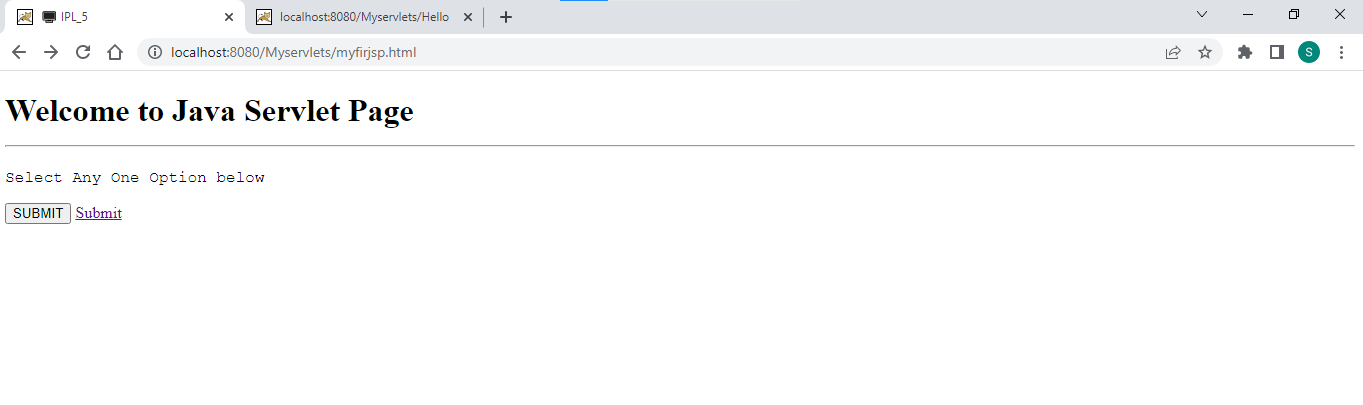 IPL_5
localhost:8080/Myservlets/Hello
localhost:8080/Myservlets/myfirjsp.html
S
Welcome to Java Servlet Page
Select Any One Option below
SUBMIT Submit